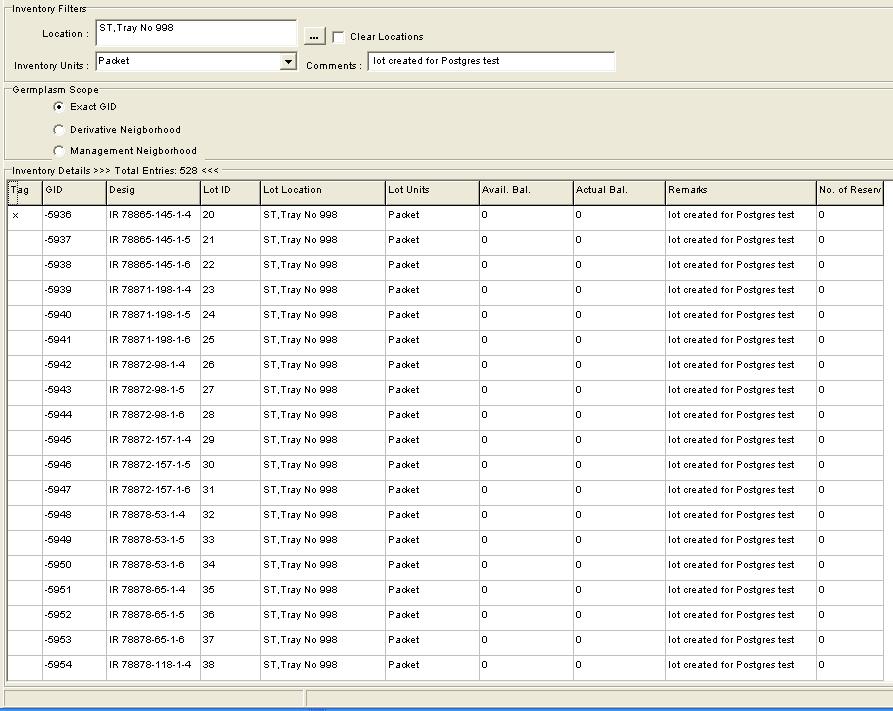 Inventory Filters
Location : ST,Tray No 998 ... Clear Locations
Inventory Units : Packet Comments : lot created for Postgres test
Germplasm Scope
Exact GID
Derivative Neigborhood
Management Neigborhood
Inventory Details >>> Total Entries: 528 <<<
Tag GID Desig Lot ID Lot Location Lot Units Avail. Bal. Actual Bal. Remarks No. of Reserv
x -5936 IR 78865-145-1-4 20 ST,Tray No 998 Packet 0 0 lot created for Postgres test 0
-5937 IR 78865-145-1-5 21 ST,Tray No 998 Packet 0 0 lot created for Postgres test 0
-5938 IR 78865-145-1-6 22 ST,Tray No 998 Packet 0 0 lot created for Postgres test 0
-5939 IR 78871-198-1-4 23 ST,Tray No 998 Packet 0 0 lot created for Postgres test 0
-5940 IR 78871-198-1-5 24 ST,Tray No 998 Packet 0 0 lot created for Postgres test 0
-5941 IR 78871-198-1-6 25 ST,Tray No 998 Packet 0 0 lot created for Postgres test 0
-5942 IR 78872-98-1-4 26 ST,Tray No 998 Packet 0 0 lot created for Postgres test 0
-5943 IR 78872-98-1-5 27 ST,Tray No 998 Packet 0 0 lot created for Postgres test 0
-5944 IR 78872-98-1-6 28 ST,Tray No 998 Packet 0 0 lot created for Postgres test 0
-5945 IR 78872-157-1-4 29 ST,Tray No 998 Packet 0 0 lot created for Postgres test 0
-5946 IR 78872-157-1-5 30 ST,Tray No 998 Packet 0 0 lot created for Postgres test 0
-5947 IR 78872-157-1-6 31 ST,Tray No 998 Packet 0 0 lot created for Postgres test 0
-5948 IR 78878-53-1-4 32 ST,Tray No 998 Packet 0 0 lot created for Postgres test 0
-5949 IR 78878-53-1-5 33 ST,Tray No 998 Packet 0 0 lot created for Postgres test 0
-5950 IR 78878-53-1-6 34 ST,Tray No 998 Packet 0 0 lot created for Postgres test 0
-5951 IR 78878-65-1-4 35 ST,Tray No 998 Packet 0 0 lot created for Postgres test 0
-5952 IR 78878-65-1-5 36 ST,Tray No 998 Packet 0 0 lot created for Postgres test 0
-5953 IR 78878-65-1-6 37 ST,Tray No 998 Packet 0 0 lot created for Postgres test 0
-5954 IR 78878-118-1-4 38 ST,Tray No 998 Packet 0 0 lot created for Postgres test 0